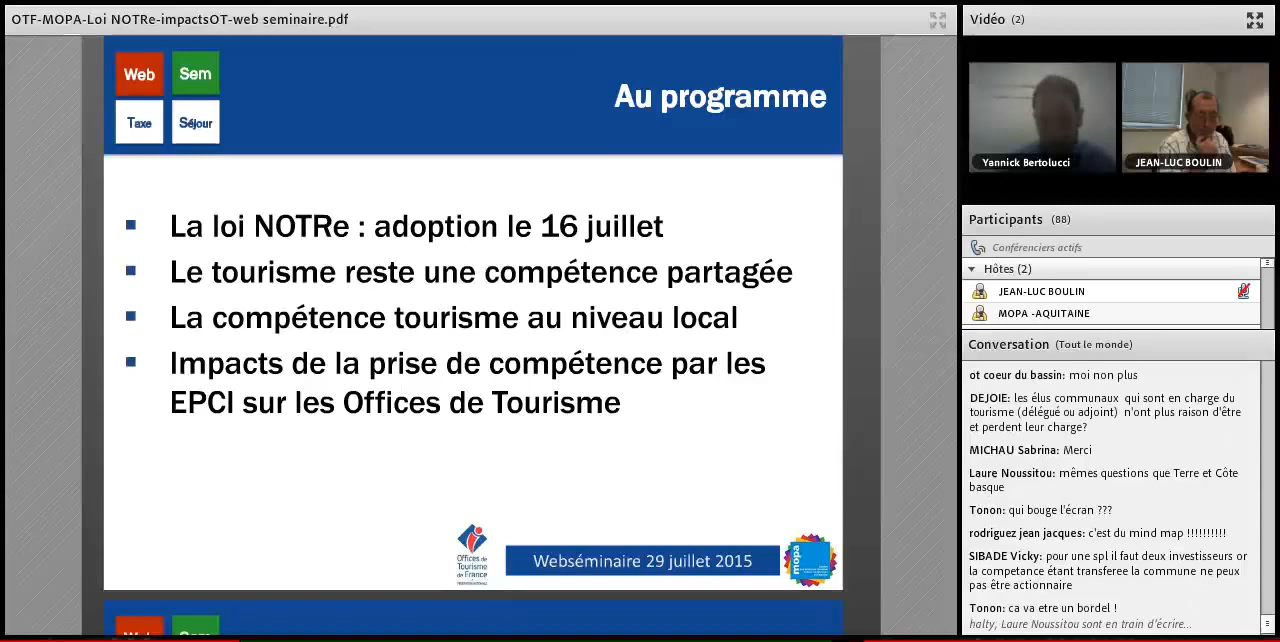 OTF-MOPA-Loi NOTRe-impactsOT-web seminaire.pdf
Web
Sem
Taxe
Séjour
Au programme
La loi NOTRe : adoption le 16 juillet
Le tourisme reste une compétence partagée
La compétence tourisme au niveau local
Impacts de la prise de compétence par les
EPCI sur les Offices de Tourisme
Offices de
Tourisme
de France
Webséminaire 29 juillet 2015
mopa
Vidéo (2)
Yannick Bertolucci
JEAN-LUC BOULIN
Participants (88)
Conférenciers actifs
Hôtes (2)
JEAN-LUC BOULIN
MOPA -AQUITAINE
Conversation (Tout le monde)
ot coeur du bassin: moi non plus
DEJOIE: les élus communaux qui sont en charge du
tourisme (délégué ou adjoint) n'ont plus raison d'être
et perdent leur charge?
MICHAU Sabrina: Merci
Laure Noussitou: mêmes questions que Terre et Côte
basque
Tonon: qui bouge l'écran ???
rodriguez jean jacques: c'est du mind map !!!!!!!!!!
SIBADE Vicky: pour une spl il faut deux investisseurs or
la competance étant transferee la commune ne peux
pas être actionnaire
Tonon: ca va etre un bordel !
halty, Laure Noussitou sont en train d'écrire...